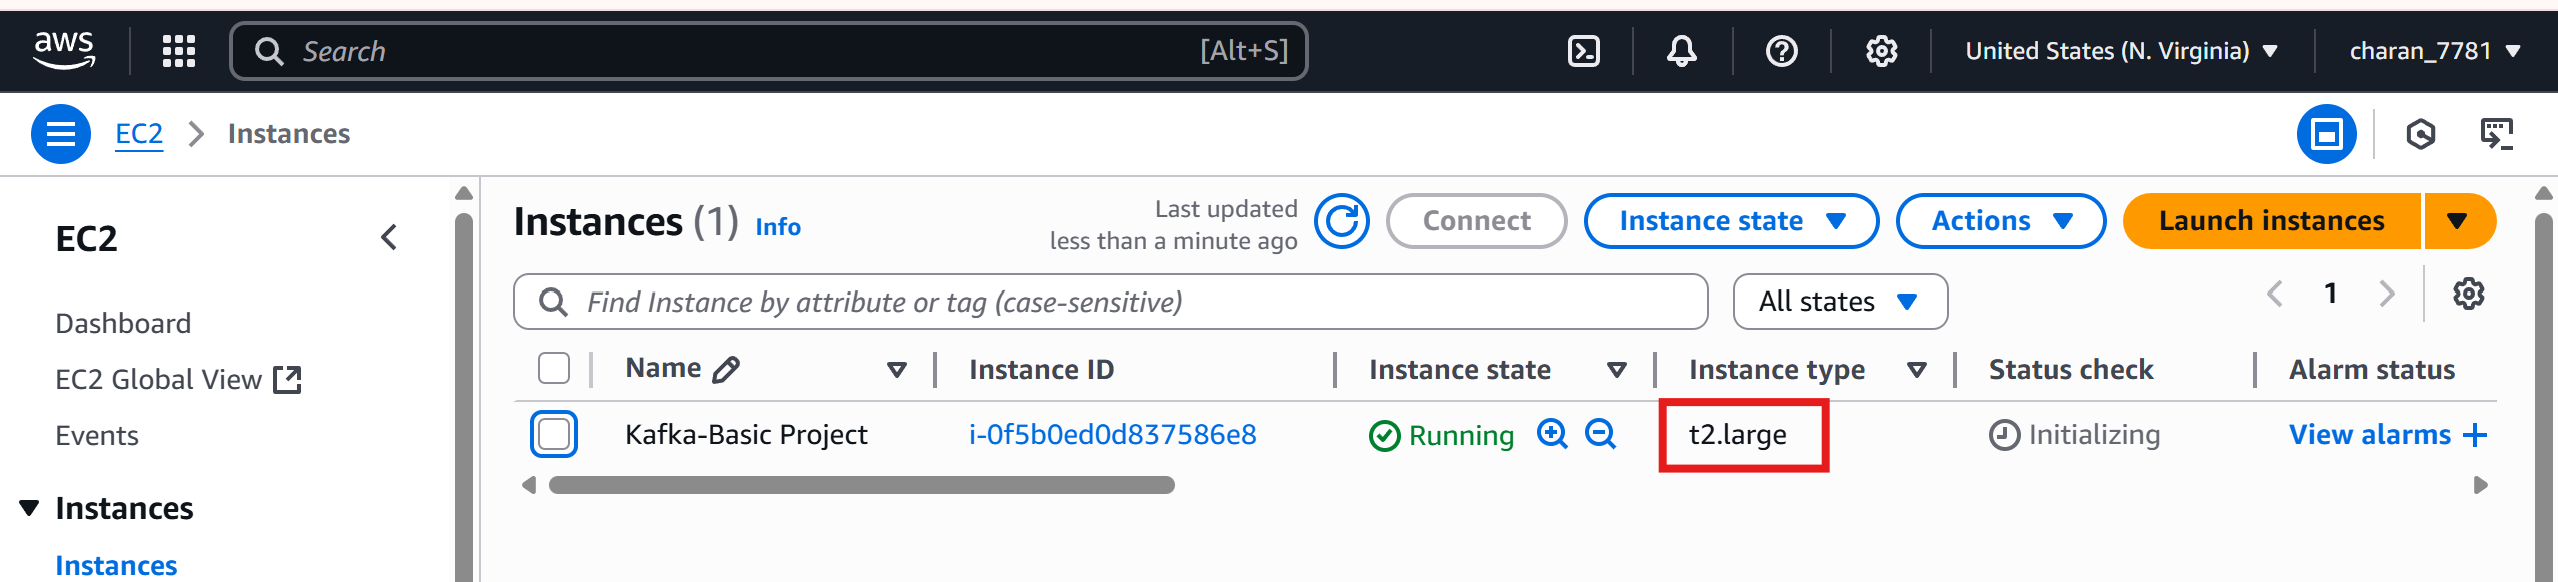 aws Search [Alt+S] United States (N. Virginia) charan_7781
EC2 Instances
EC2
Dashboard
EC2 Global View
Events
Instances
Instances
Instances (1) Info Last updated less than a minute ago Connect Instance state Actions Launch instances
Find Instance by attribute or tag (case-sensitive) All states 1
Name Instance ID Instance state Instance type Status check Alarm status
Kafka-Basic Project i-0f5b0ed0d837586e8 Running t2.large Initializing View alarms +